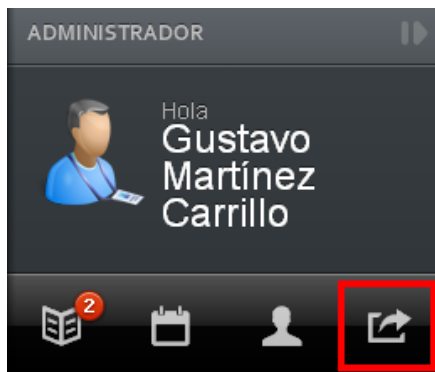 ADMINISTRADOR
Hola
Gustavo
Martínez
Carrillo
2